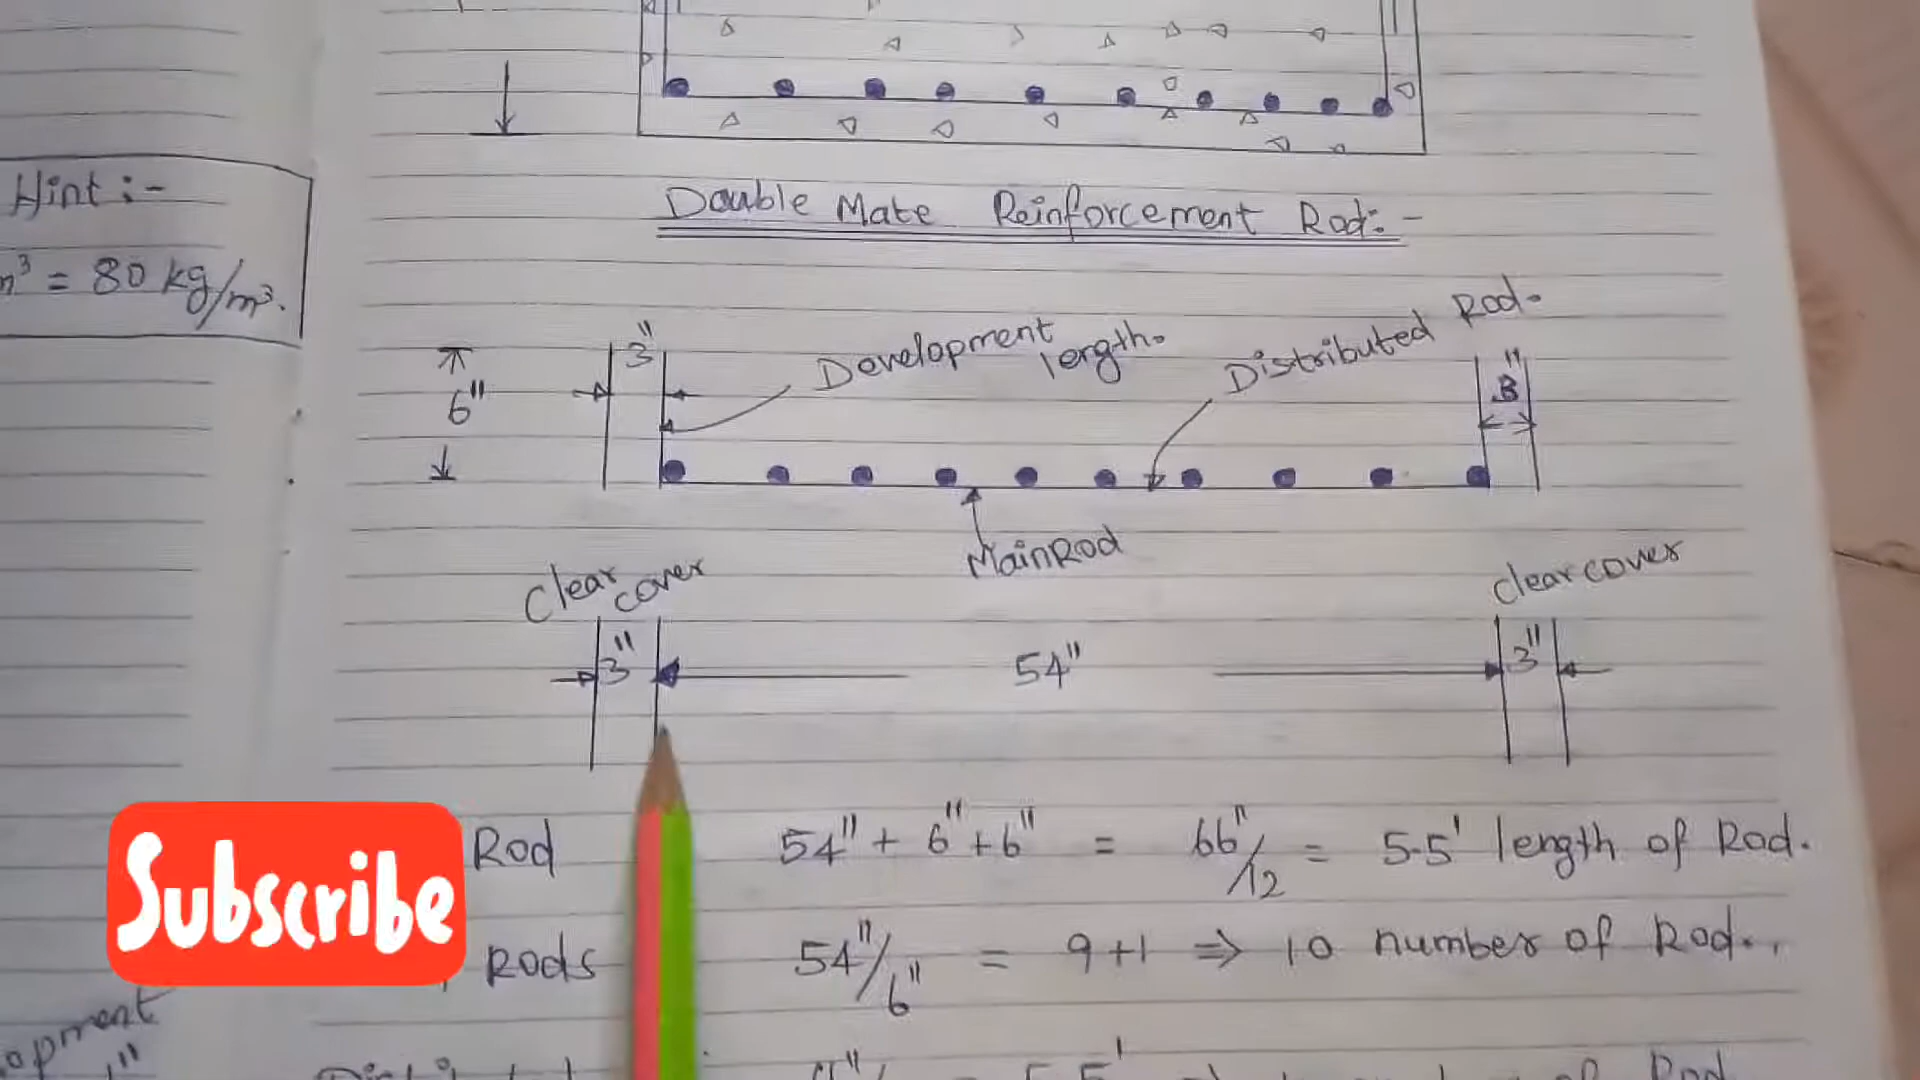 Hint :-
m³ = 80 kg/m³.
Double Mate Reinforcement Rod:-
3"
Development
length.
Distributed Rod.
6"
3"
Main Rod
Clear
cover
Clear cover
3"
54"
3"
Rod 54" + 6" + 6" = 66"/12 = 5.5' length of Rod.
Rods 54"/6" = 9+1 ⇒ 10 number of Rod.
Subscribe